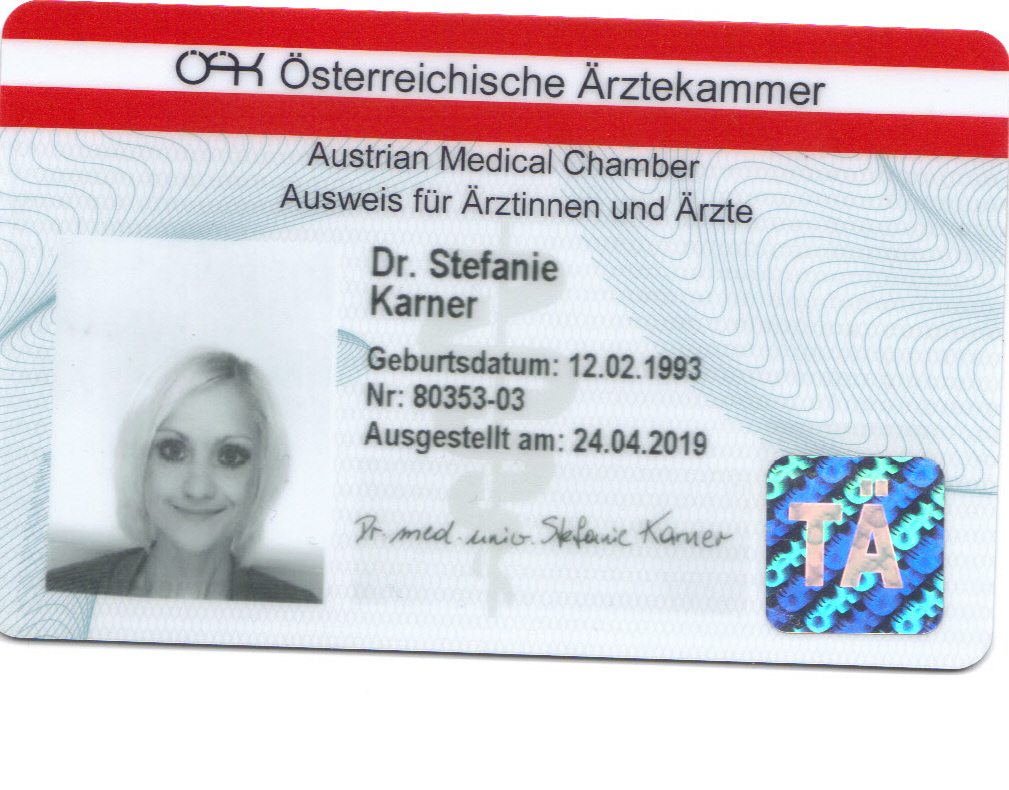 ÖÄK Österreichische Ärztekammer
Austrian Medical Chamber
Ausweis für Ärztinnen und Ärzte
Dr. Stefanie
Karner
Geburtsdatum: 12.02.1993
Nr: 80353-03
Ausgestellt am: 24.04.2019
Dr. med. univ. Stefanie Karner
TÄ